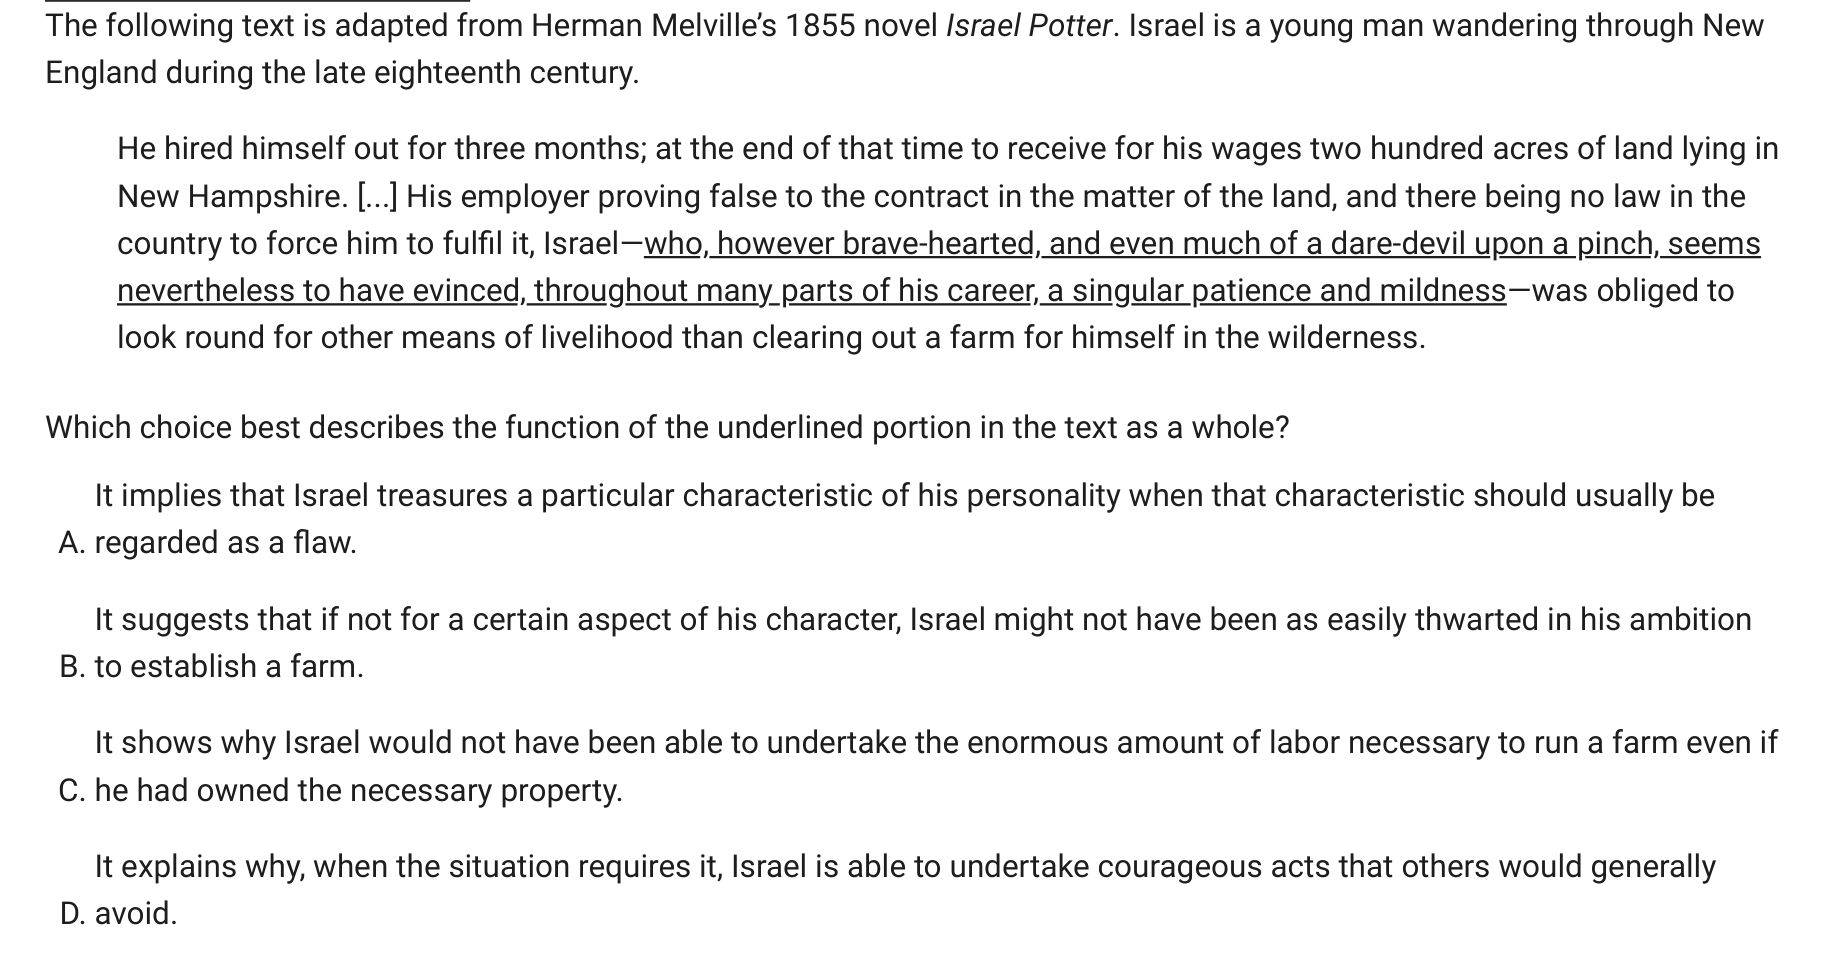 The following text is adapted from Herman Melville’s 1855 novel Israel Potter. Israel is a young man wandering through New
England during the late eighteenth century.
He hired himself out for three months; at the end of that time to receive for his wages two hundred acres of land lying in
New Hampshire. [...] His employer proving false to the contract in the matter of the land, and there being no law in the
country to force him to fulfil it, Israel—who, however brave-hearted, and even much of a dare-devil upon a pinch, seems
nevertheless to have evinced, throughout many parts of his career, a singular patience and mildness—was obliged to
look round for other means of livelihood than clearing out a farm for himself in the wilderness.
Which choice best describes the function of the underlined portion in the text as a whole?
It implies that Israel treasures a particular characteristic of his personality when that characteristic should usually be
A. regarded as a flaw.
It suggests that if not for a certain aspect of his character, Israel might not have been as easily thwarted in his ambition
B. to establish a farm.
It shows why Israel would not have been able to undertake the enormous amount of labor necessary to run a farm even if
C. he had owned the necessary property.
It explains why, when the situation requires it, Israel is able to undertake courageous acts that others would generally
D. avoid.